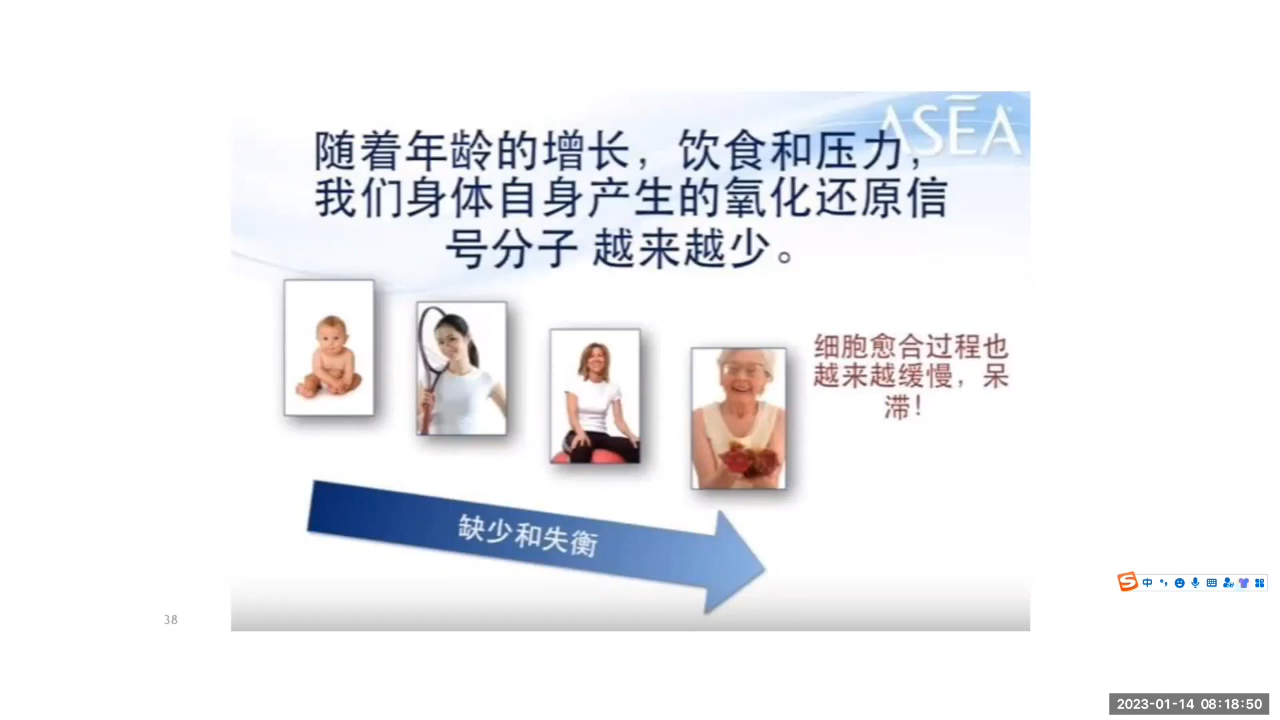 ASEA
随着年龄的增长，饮食和压力，
我们身体自身产生的氧化还原信
号分子 越来越少。
细胞愈合过程也
越来越缓慢，呆
滞！
缺少和失衡
中
38
2023-01-14 08:18:50